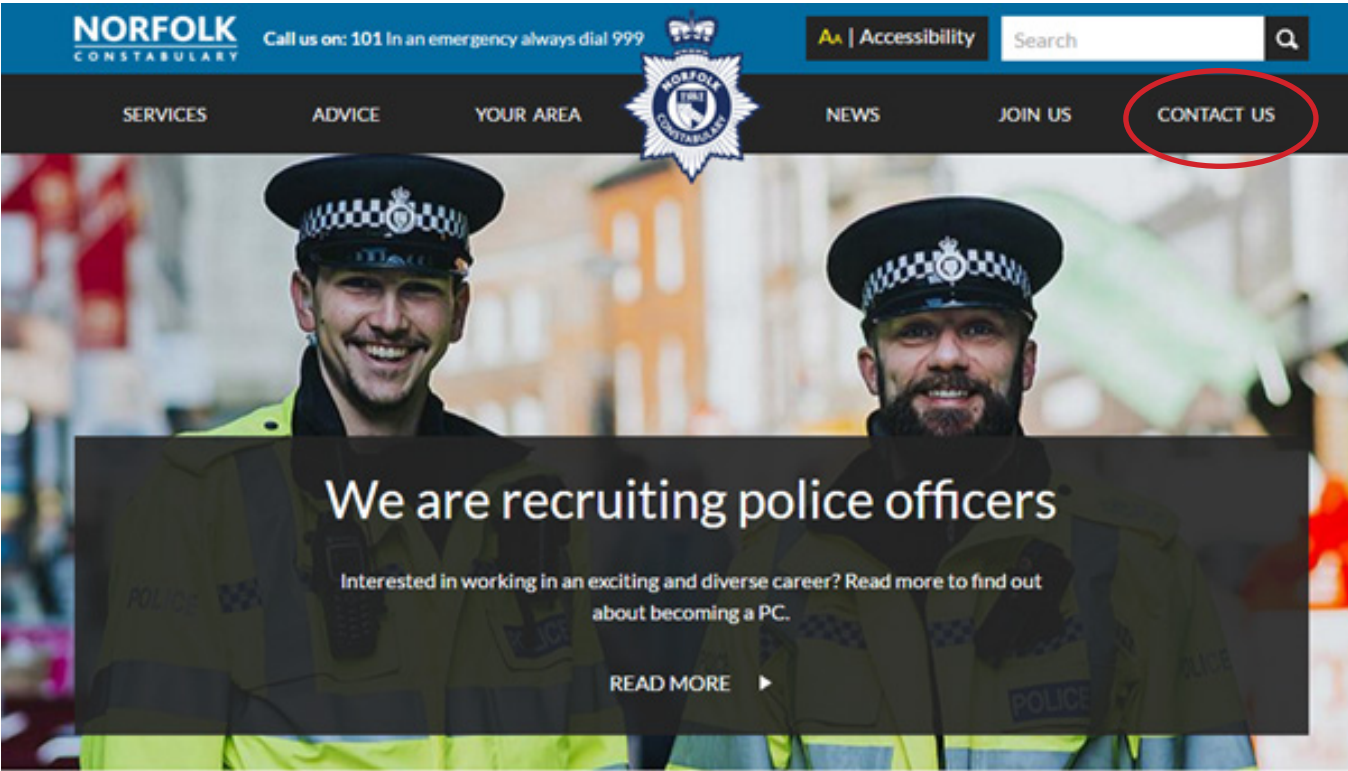 NORFOLK
CONSTABULARY
Call us on: 101 In an emergency always dial 999
AA | Accessibility
Search
SERVICES
ADVICE
YOUR AREA
NORFOLK
CONSTABULARY
NEWS
JOIN US
CONTACT US
We are recruiting police officers
Interested in working in an exciting and diverse career? Read more to find out
about becoming a PC.
READ MORE
POLICE
POLICE
POLICE
POLICE